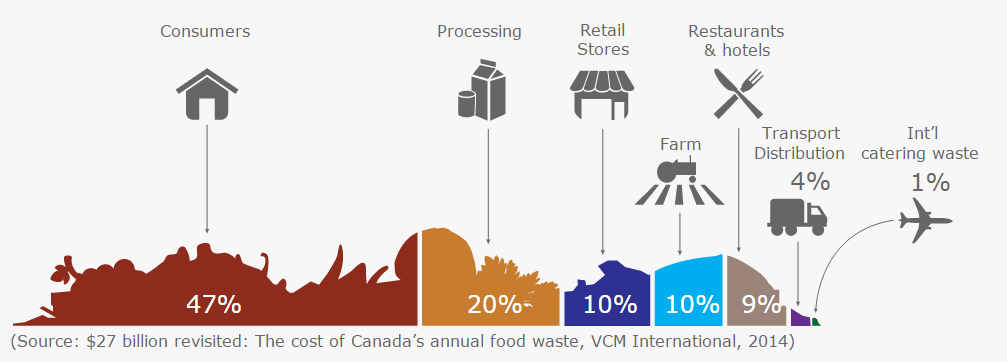 Consumers
Processing
Retail
Stores
Restaurants
& hotels
Farm
Transport
Distribution
4%
Int’l
catering waste
1%
47%
20%
10%
10%
9%
(Source: $27 billion revisited: The cost of Canada’s annual food waste, VCM International, 2014)